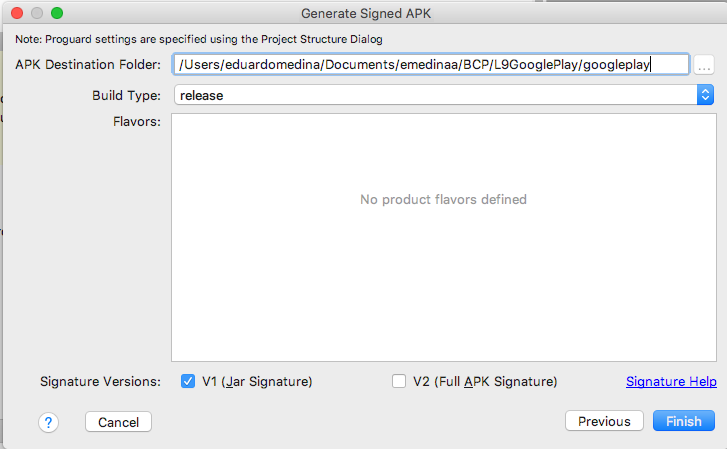 Generate Signed APK
Note: Proguard settings are specified using the Project Structure Dialog
APK Destination Folder: /Users/eduardomedina/Documents/emedinaa/BCP/L9GooglePlay/googleplay ...
Build Type: release
Flavors:
No product flavors defined
Signature Versions: V1 (Jar Signature) V2 (Full APK Signature) Signature Help
? Cancel Previous Finish